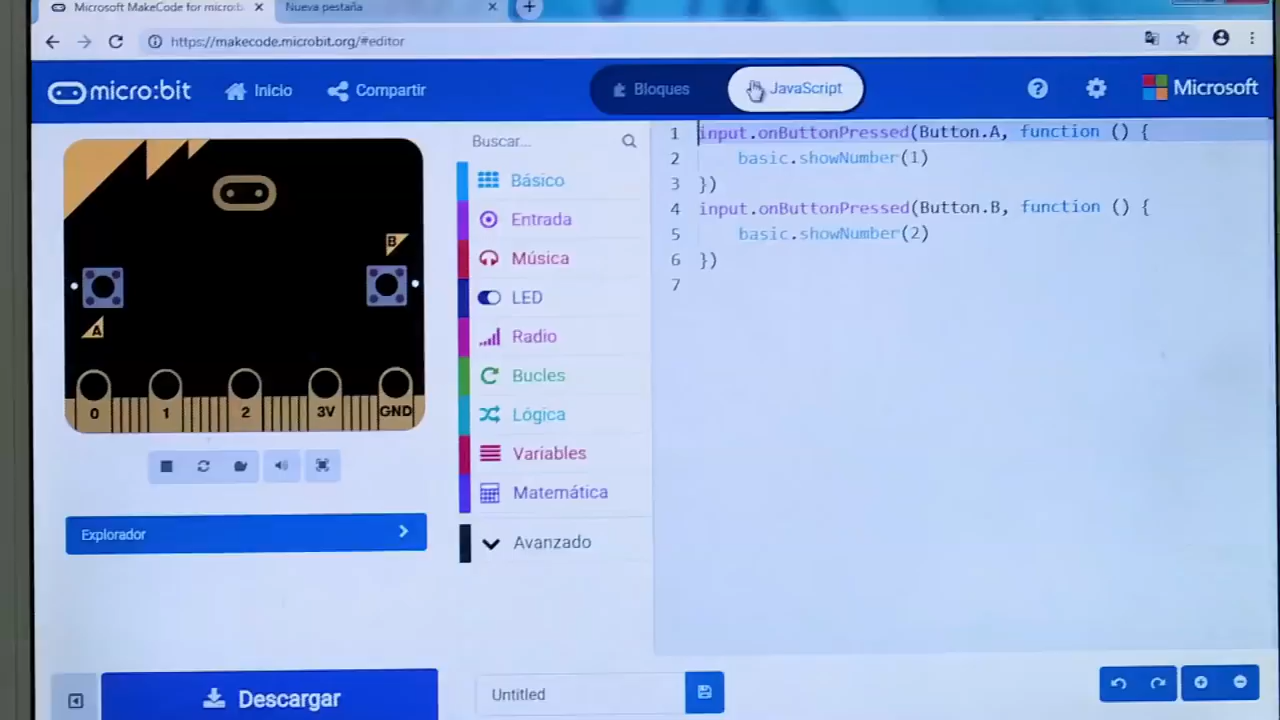 Microsoft MakeCode for micro:b
Nueva pestaña
https://makecode.microbit.org/#editor
micro:bit
Inicio
Compartir
Bloques
JavaScript
Microsoft
B
A
0
1
2
3V
GND
Explorador
Descargar
Buscar...
Básico
Entrada
Música
LED
Radio
Bucles
Lógica
Variables
Matemática
Avanzado
1 input.onButtonPressed(Button.A, function () {
2 basic.showNumber(1)
3 })
4 input.onButtonPressed(Button.B, function () {
5 basic.showNumber(2)
6 })
7
Untitled